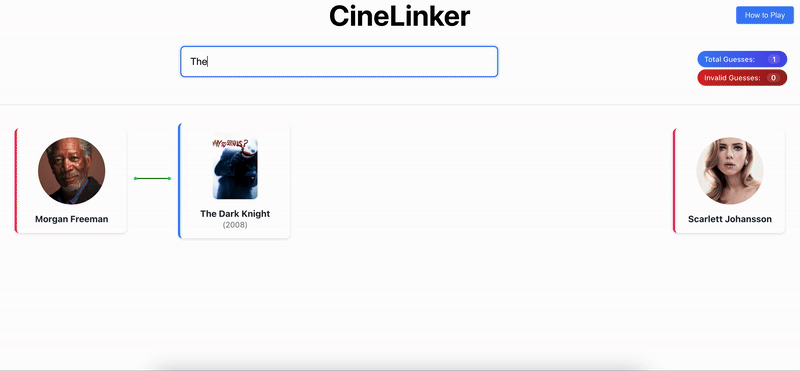 CineLinker
How to Play
The
Total Guesses: 1
Invalid Guesses: 0
WHY SO SERIOUS?
Morgan Freeman
The Dark Knight
(2008)
Scarlett Johansson